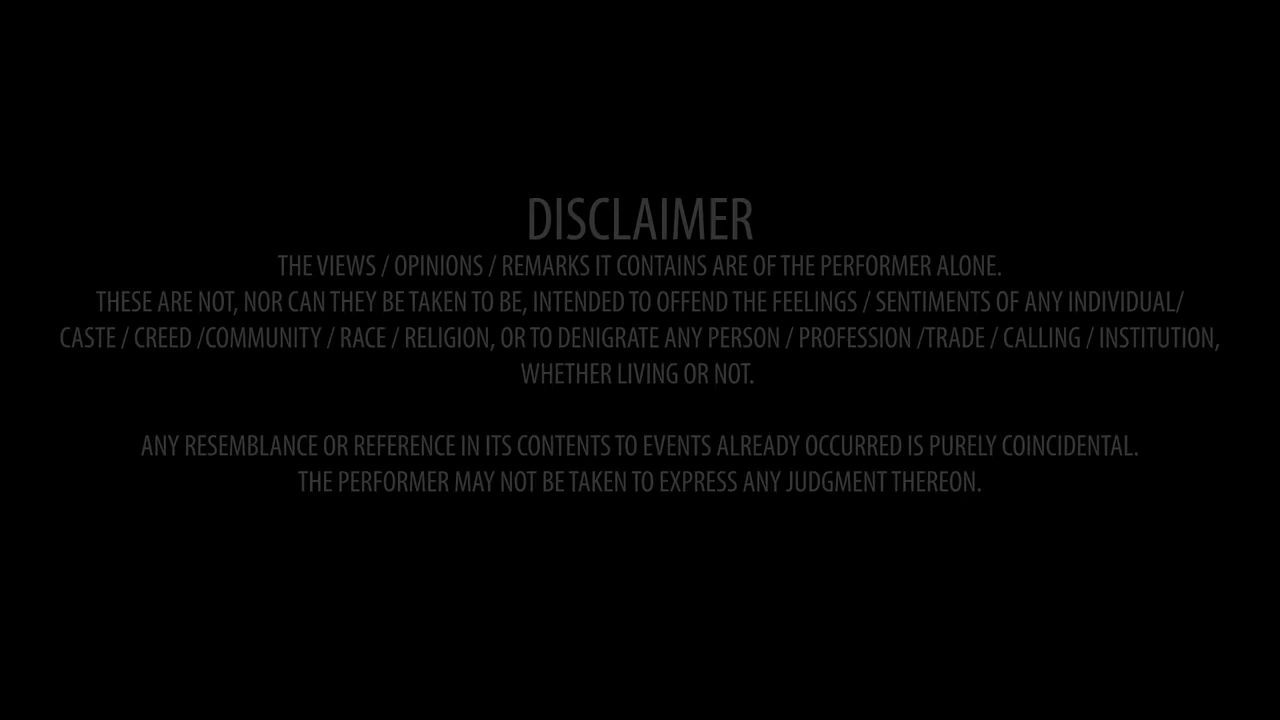 DISCLAIMER
THE VIEWS / OPINIONS / REMARKS IT CONTAINS ARE OF THE PERFORMER ALONE.
THESE ARE NOT, NOR CAN THEY BE TAKEN TO BE, INTENDED TO OFFEND THE FEELINGS / SENTIMENTS OF ANY INDIVIDUAL/
CASTE / CREED /COMMUNITY / RACE / RELIGION, OR TO DENIGRATE ANY PERSON / PROFESSION /TRADE / CALLING / INSTITUTION,
WHETHER LIVING OR NOT.
ANY RESEMBLANCE OR REFERENCE IN ITS CONTENTS TO EVENTS ALREADY OCCURRED IS PURELY COINCIDENTAL.
THE PERFORMER MAY NOT BE TAKEN TO EXPRESS ANY JUDGMENT THEREON.